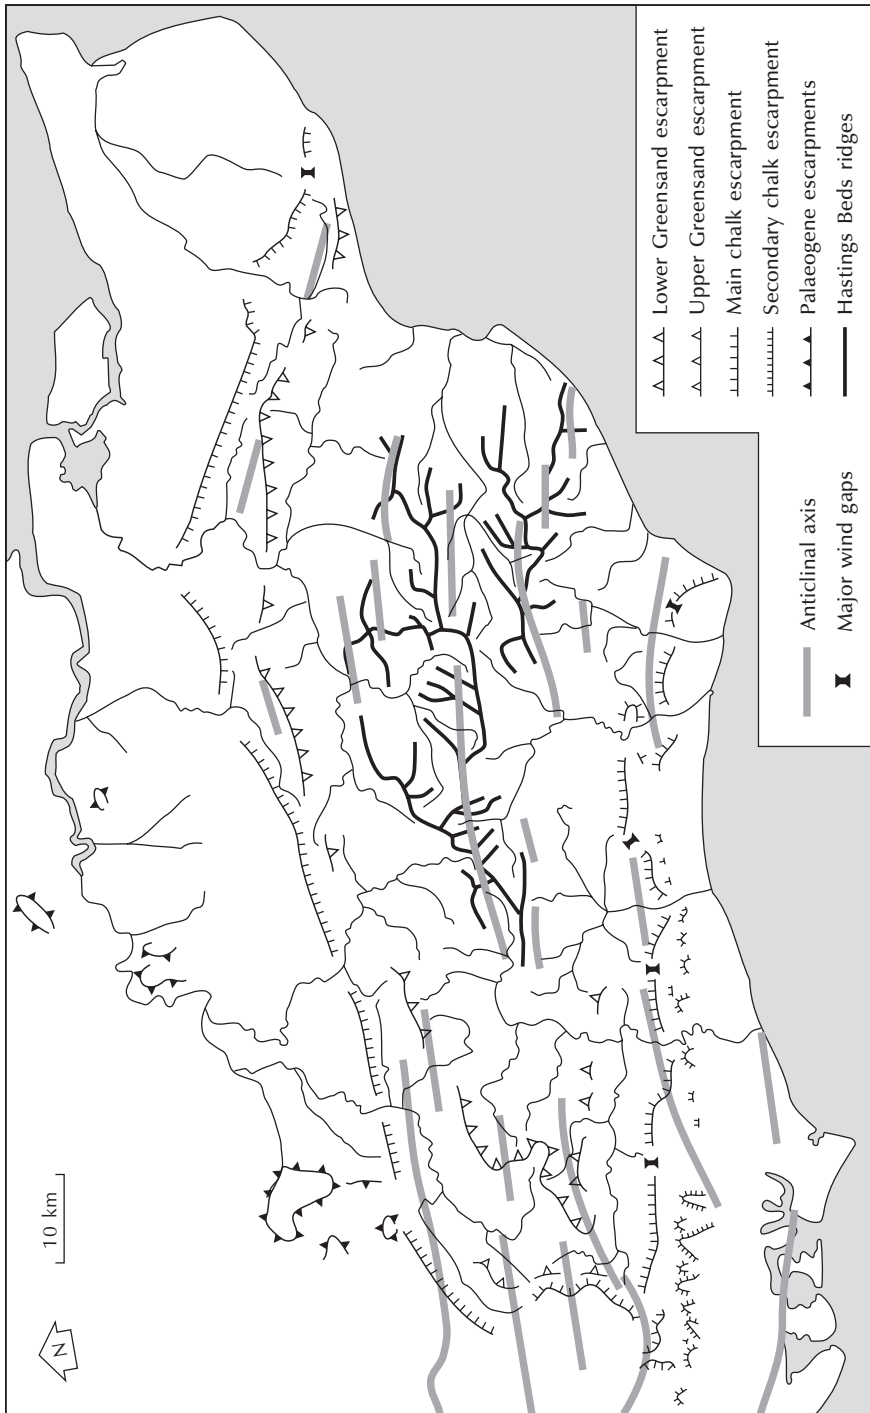 N
10 km
Lower Greensand escarpment
Upper Greensand escarpment
Main chalk escarpment
Secondary chalk escarpment
Palaeogene escarpments
Hastings Beds ridges
Anticlinal axis
Major wind gaps